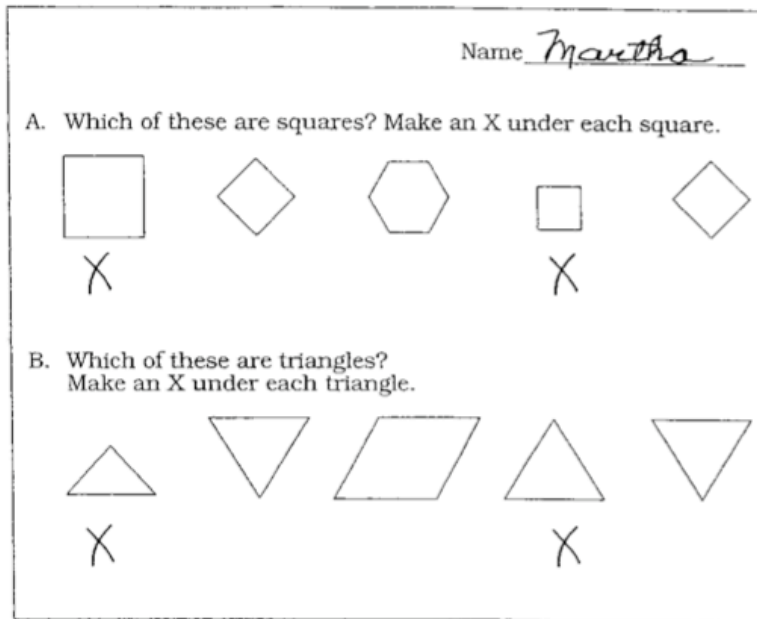 Name Martha
A. Which of these are squares? Make an X under each square.
X X
B. Which of these are triangles?
Make an X under each triangle.
X X